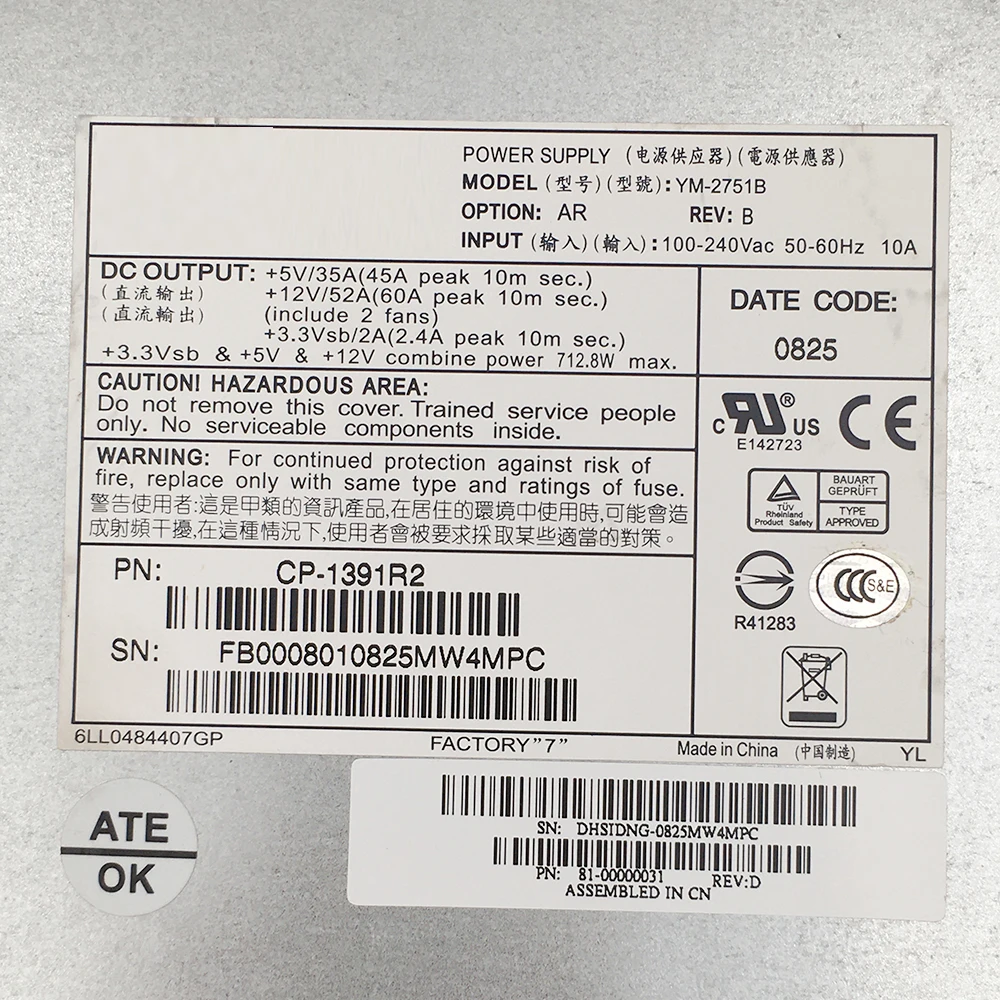 POWER SUPPLY (电源供应器)(電源供應器)
MODEL (型号)(型號): YM-2751B
OPTION: AR REV: B
INPUT (输入)(輸入): 100-240Vac 50-60Hz 10A
DC OUTPUT: +5V/35A(45A peak 10m sec.)
(直流输出) +12V/52A(60A peak 10m sec.)
(直流輸出) (include 2 fans)
+3.3Vsb/2A(2.4A peak 10m sec.)
+3.3Vsb & +5V & +12V combine power 712.8W max.
DATE CODE:
0825
CAUTION! HAZARDOUS AREA:
Do not remove this cover. Trained service people
only. No serviceable components inside.
WARNING: For continued protection against risk of
fire, replace only with same type and ratings of fuse.
警告使用者:這是甲類的資訊產品,在居住的環境中使用時,可能會造
成射頻干擾,在這種情況下,使用者會被要求採取某些適當的對策。
c RU ® US CE
E142723
TÜV
Rheinland
Product Safety
BAUART
GEPRÜFT
TYPE
APPROVED
R41283
CCC S&E
PN: CP-1391R2
SN: FB0008010825MW4MPC
6LL0484407GP FACTORY"7" Made in China (中国制造) YL
ATE
OK
SN: DHSIDNG-0825MW4MPC
PN: 81-00000031 REV:D
ASSEMBLED IN CN